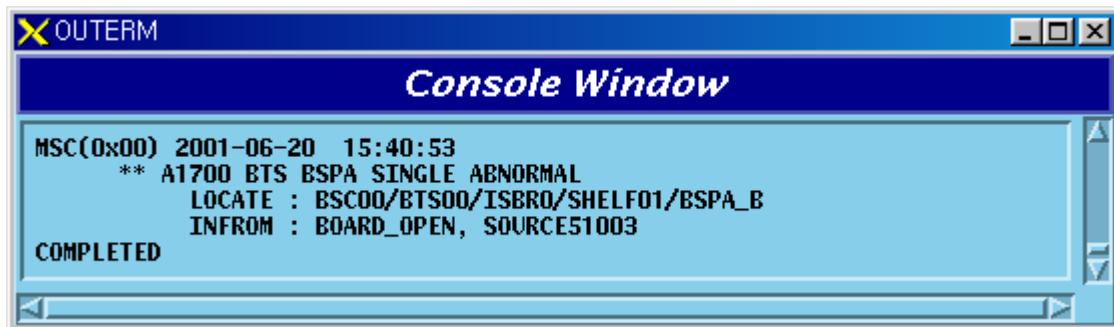 OUTERM
Console Window
MSC(0x00) 2001-06-20 15:40:53
** A1700 BTS BSPA SINGLE ABNORMAL
LOCATE : BSC00/BTS00/ISBR0/SHELF01/BSPA_B
INFROM : BOARD_OPEN, SOURCE51003
COMPLETED